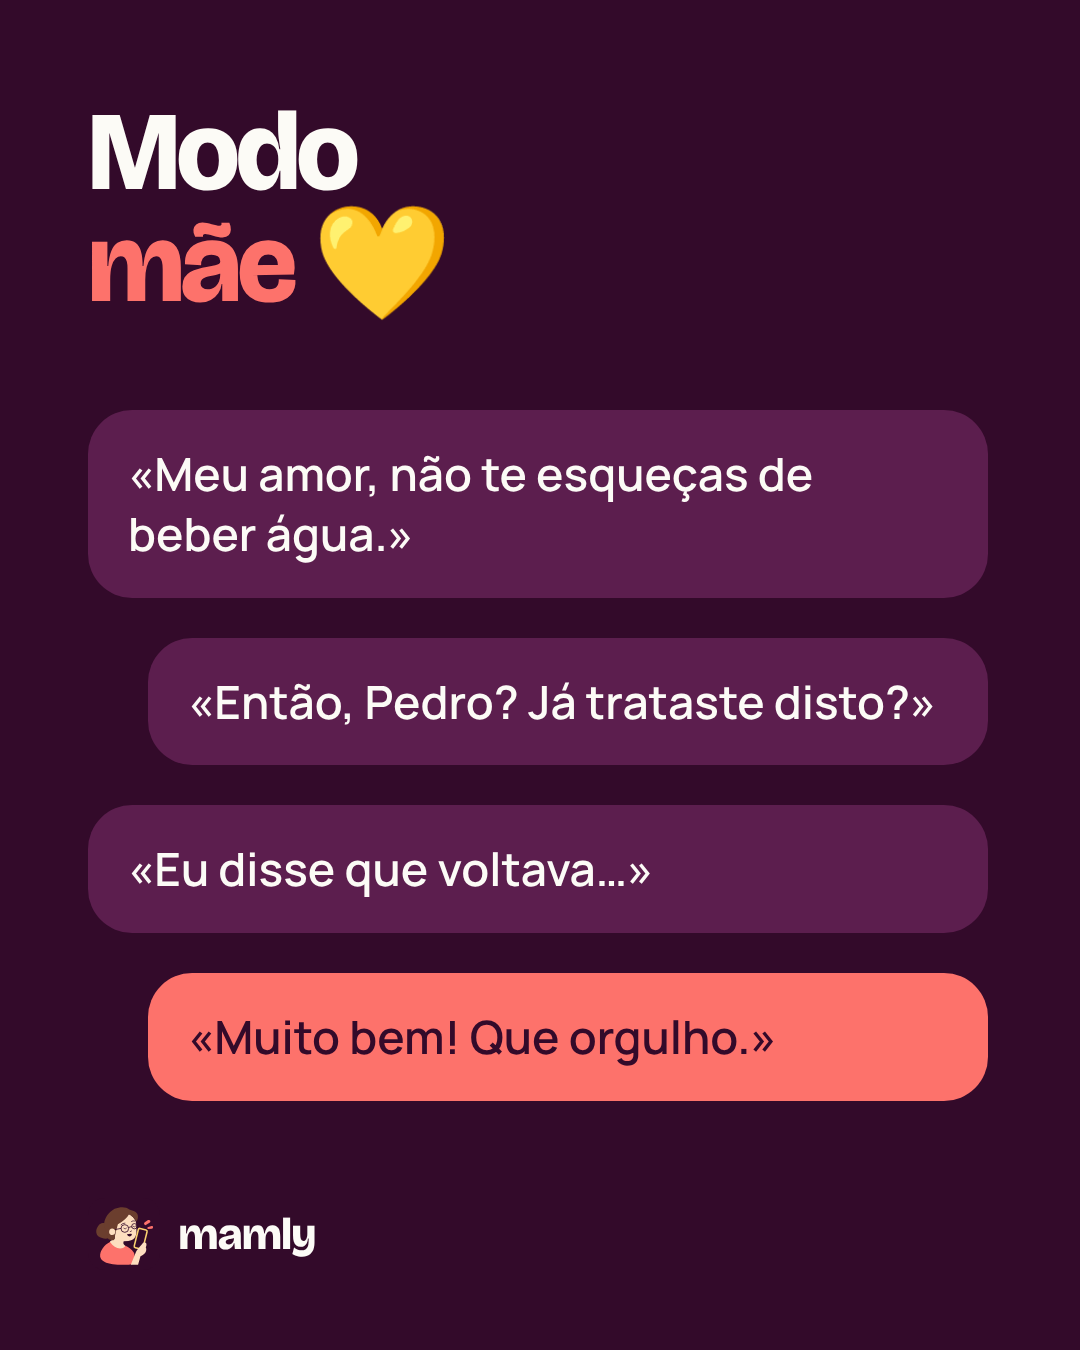 Modo
mãe 💛
«Meu amor, não te esqueças de
beber água.»
«Então, Pedro? Já trataste disto?»
«Eu disse que voltava…»
«Muito bem! Que orgulho.»
mamly